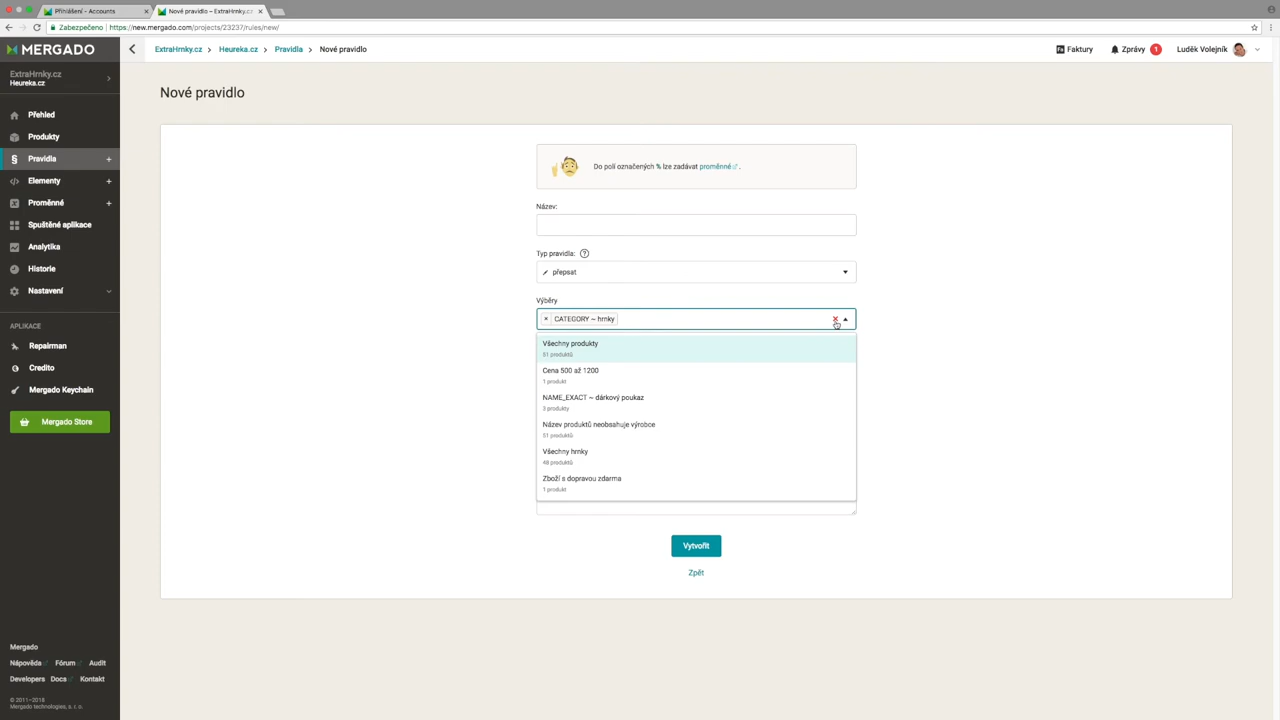 Přihlášení - Accounts
Nové pravidlo – ExtraHrnky.cz
Zabezpečeno
https://new.mergado.com/projects/23237/rules/new/
MERGADO
ExtraHrnky.cz
Heureka.cz
Přehled
Produkty
Pravidla
Elementy
Proměnné
Spuštěné aplikace
Analytika
Historie
Nastavení
APLIKACE
Repairman
Credito
Mergado Keychain
Mergado Store
Mergado
Nápověda Fórum Audit
Developers Docs Kontakt
© 2011–2018
Mergado technologies, s. r. o.
ExtraHrnky.cz > Heureka.cz > Pravidla > Nové pravidlo
Faktury
Zprávy 1
Luděk Volejník
Nové pravidlo
Do polí označených % lze zadávat proměnné.
Název:
Typ pravidla: ?
přepsat
Výběry
× CATEGORY ~ hrnky
Všechny produkty
51 produktů
Cena 500 až 1200
1 produkt
NAME_EXACT ~ dárkový poukaz
3 produkty
Název produktů neobsahuje výrobce
51 produktů
Všechny hrnky
48 produktů
Zboží s dopravou zdarma
1 produkt
Vytvořit
Zpět